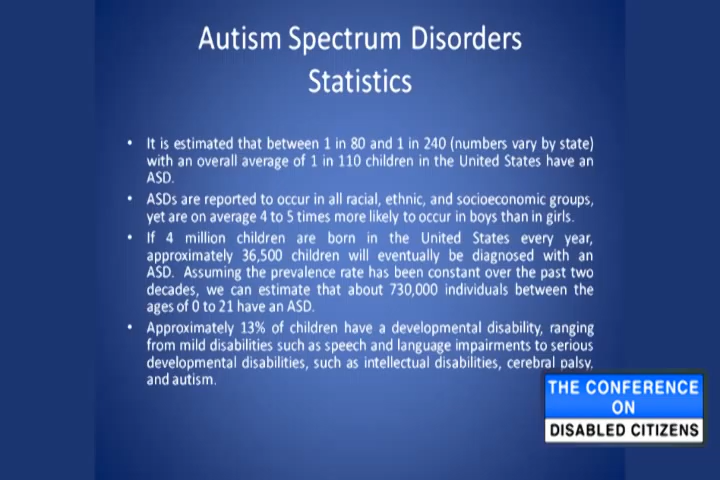 Autism Spectrum Disorders
Statistics
• It is estimated that between 1 in 80 and 1 in 240 (numbers vary by state)
with an overall average of 1 in 110 children in the United States have an
ASD.
• ASDs are reported to occur in all racial, ethnic, and socioeconomic groups,
yet are on average 4 to 5 times more likely to occur in boys than in girls.
• If 4 million children are born in the United States every year,
approximately 36,500 children will eventually be diagnosed with an
ASD. Assuming the prevalence rate has been constant over the past two
decades, we can estimate that about 730,000 individuals between the
ages of 0 to 21 have an ASD.
• Approximately 13% of children have a developmental disability, ranging
from mild disabilities such as speech and language impairments to serious
developmental disabilities, such as intellectual disabilities, cerebral palsy,
and autism.
THE CONFERENCE
ON
DISABLED CITIZENS